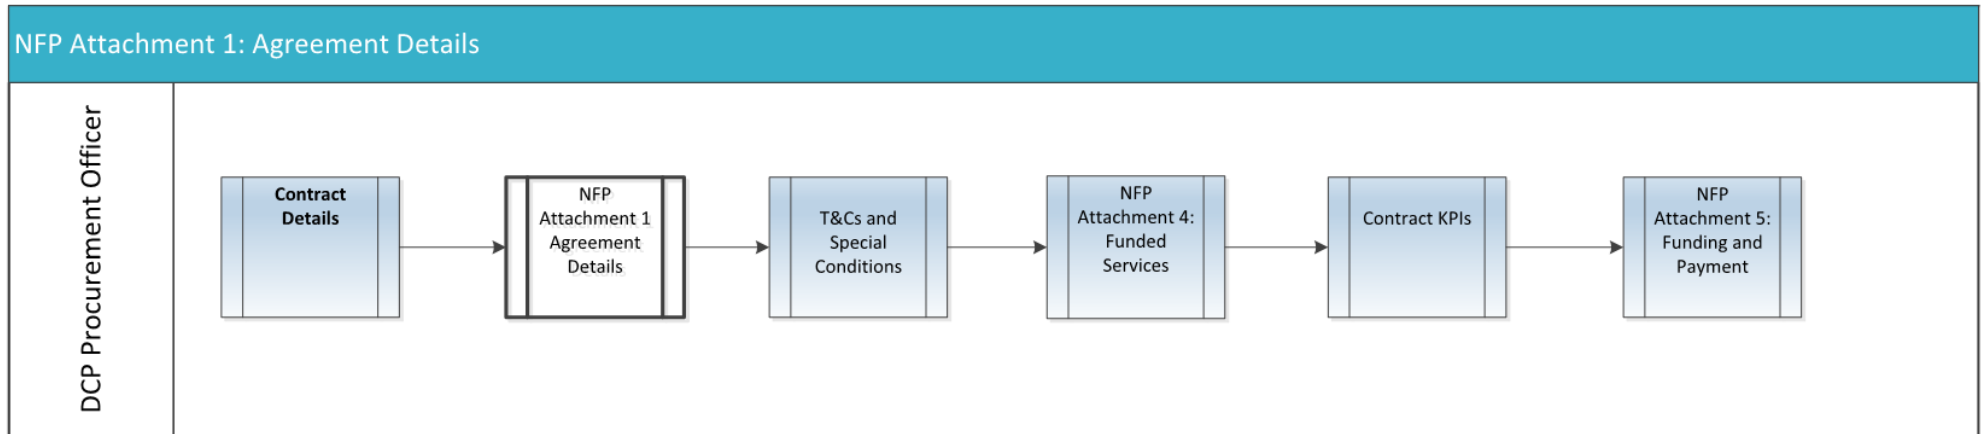 NFP Attachment 1: Agreement Details
DCP Procurement Officer
Contract
Details
NFP
Attachment 1
Agreement
Details
T&Cs and
Special
Conditions
NFP
Attachment 4:
Funded
Services
Contract KPIs
NFP
Attachment 5:
Funding and
Payment